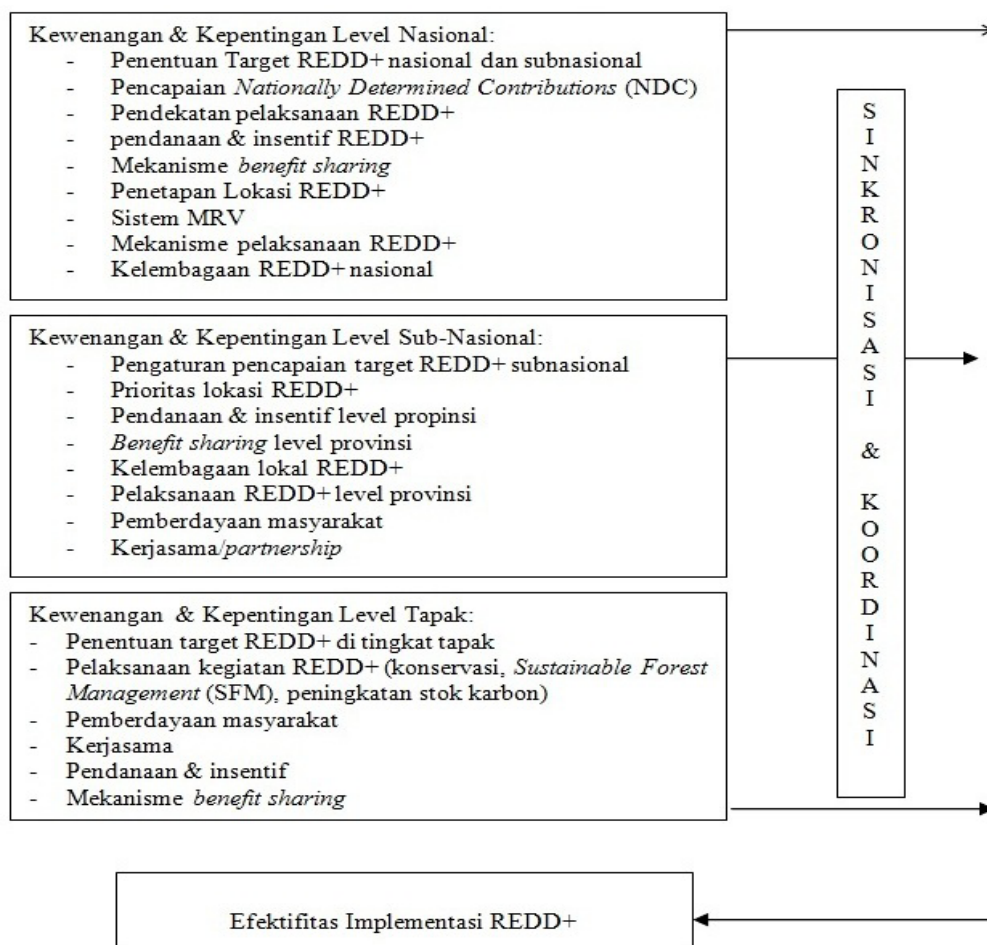 Kewenangan & Kepentingan Level Nasional:
- Penentuan Target REDD+ nasional dan subnasional
- Pencapaian Nationally Determined Contributions (NDC)
- Pendekatan pelaksanaan REDD+
- pendanaan & insentif REDD+
- Mekanisme benefit sharing
- Penetapan Lokasi REDD+
- Sistem MRV
- Mekanisme pelaksanaan REDD+
- Kelembagaan REDD+ nasional
Kewenangan & Kepentingan Level Sub-Nasional:
- Pengaturan pencapaian target REDD+ subnasional
- Prioritas lokasi REDD+
- Pendanaan & insentif level propinsi
- Benefit sharing level provinsi
- Kelembagaan lokal REDD+
- Pelaksanaan REDD+ level provinsi
- Pemberdayaan masyarakat
- Kerjasama/partnership
Kewenangan & Kepentingan Level Tapak:
- Penentuan target REDD+ di tingkat tapak
- Pelaksanaan kegiatan REDD+ (konservasi, Sustainable Forest
Management (SFM), peningkatan stok karbon)
- Pemberdayaan masyarakat
- Kerjasama
- Pendanaan & insentif
- Mekanisme benefit sharing
SINKRONISASI & KOORDINASI
Efektifitas Implementasi REDD+